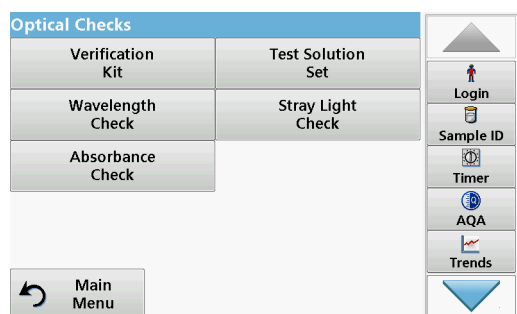 Optical Checks
Verification
Kit
Test Solution
Set
Wavelength
Check
Stray Light
Check
Absorbance
Check
Main
Menu
Login
Sample ID
Timer
AQA
Trends